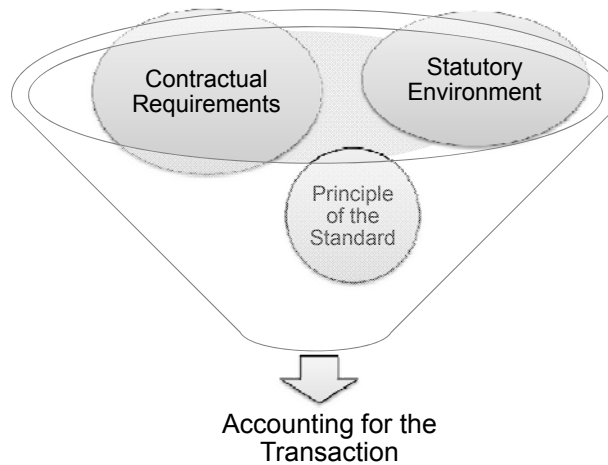 Contractual
Requirements
Statutory
Environment
Principle
of the
Standard
Accounting for the
Transaction